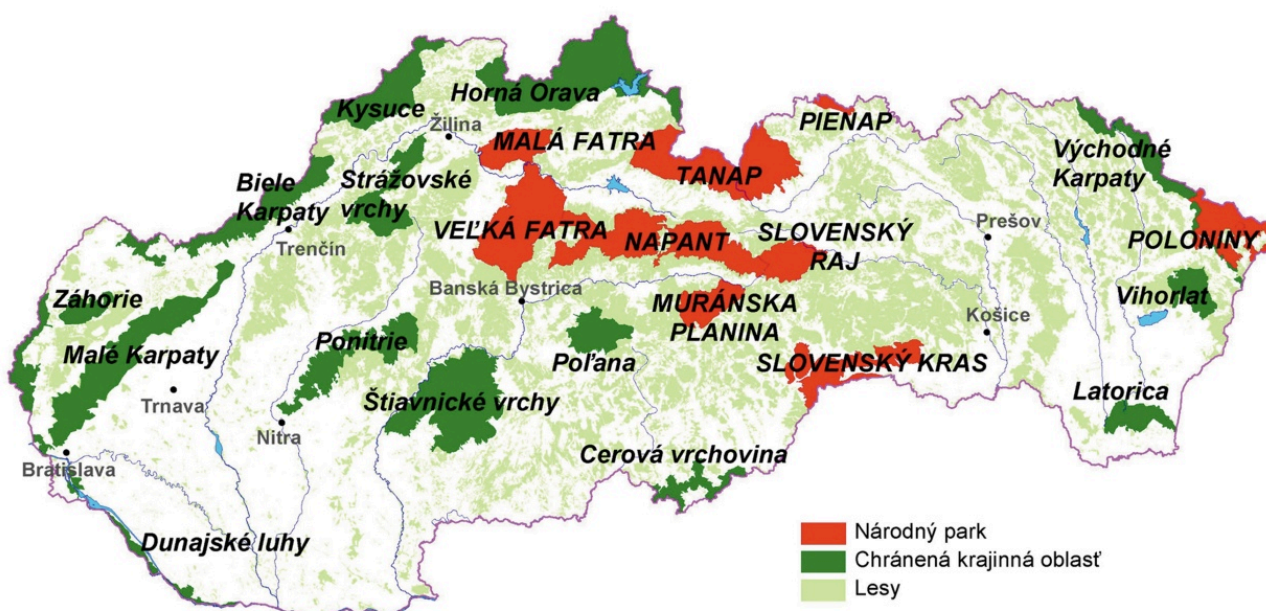 Kysuce
Horná Orava
Žilina
MALÁ FATRA
PIENAP
TANAP
Východné
Karpaty
Biele
Karpaty
Strážovské
vrchy
Trenčín
VEĽKÁ FATRA
NAPANT
SLOVENSKÝ
RAJ
Prešov
POLONINY
Banská Bystrica
MURÁNSKA
PLANINA
Vihorlat
Záhorie
Malé Karpaty
Ponitrie
Poľana
Košice
SLOVENSKÝ KRAS
Trnava
Štiavnické vrchy
Latorica
Nitra
Bratislava
Cerová vrchovina
Dunajské luhy
Národný park
Chránená krajinná oblasť
Lesy